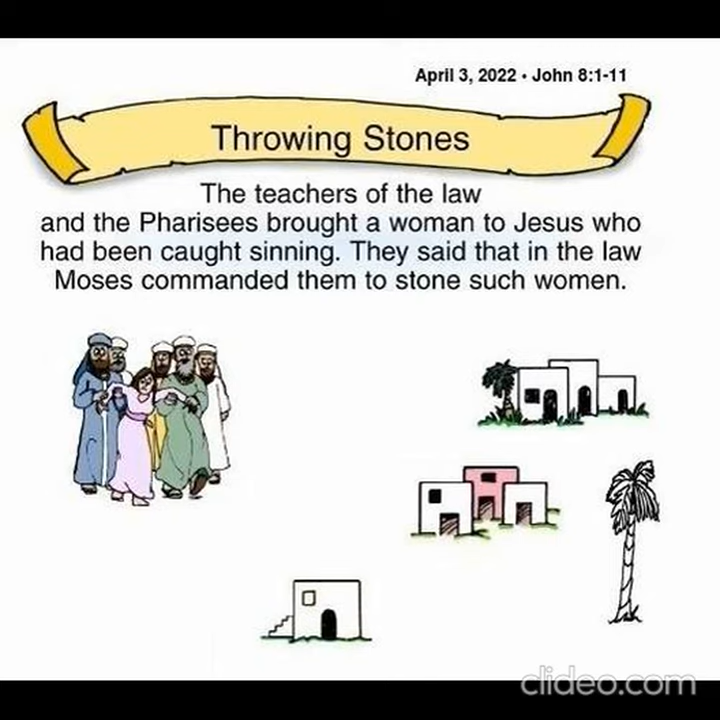 April 3, 2022 • John 8:1-11
Throwing Stones
The teachers of the law
and the Pharisees brought a woman to Jesus who
had been caught sinning. They said that in the law
Moses commanded them to stone such women.
clideo.com